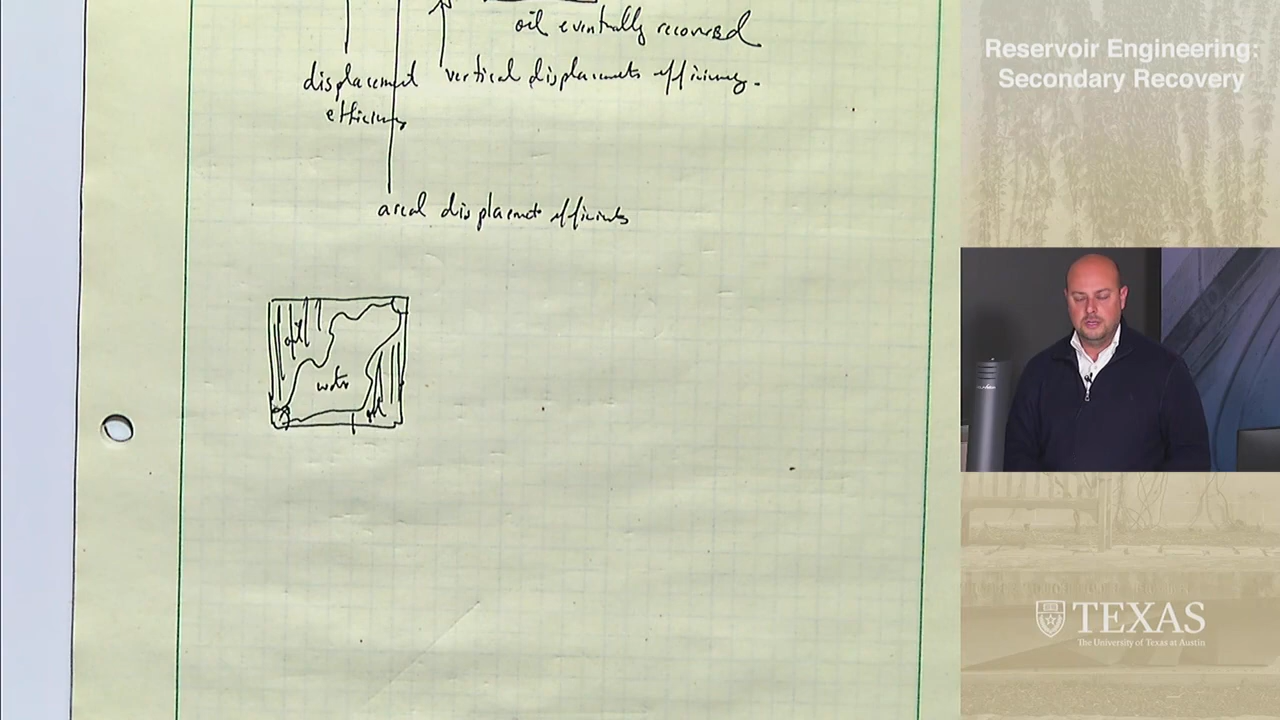 oil eventually recovered
displacement vertical displacement efficiency.
efficiency
areal displacement efficiency
oil
water
oil
Reservoir Engineering:
Secondary Recovery
TEXAS
The University of Texas at Austin